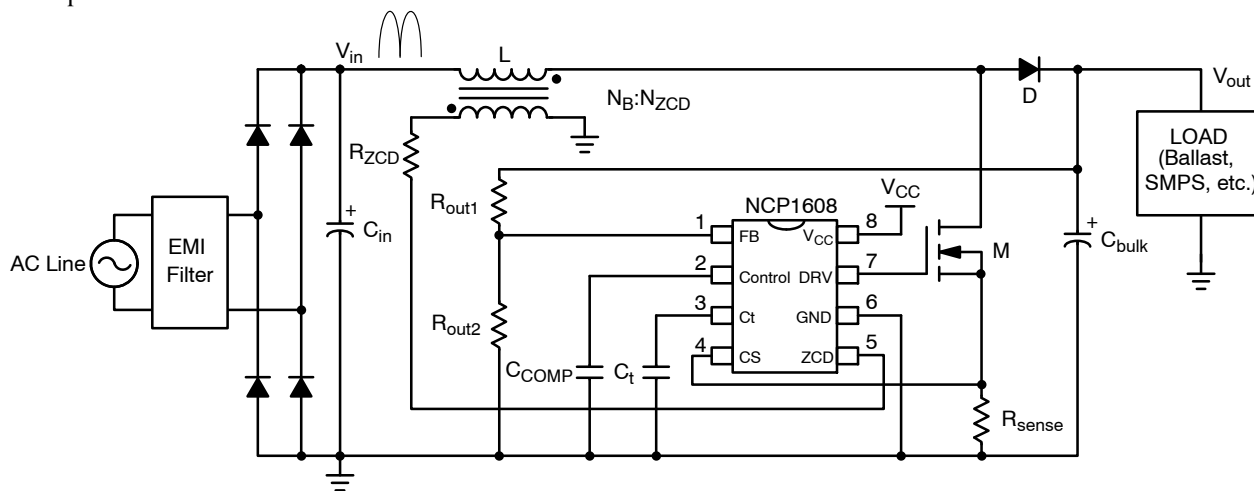 V_in
L
D
V_out
N_B:N_ZCD
LOAD
(Ballast,
SMPS, etc.)
R_ZCD
V_CC
R_out1
NCP1608
1
FB
V_CC
8
+
C_in
+
C_bulk
AC Line
EMI
Filter
2
Control
DRV
7
M
3
Ct
GND
6
R_out2
4
CS
ZCD
5
C_COMP
C_t
R_sense